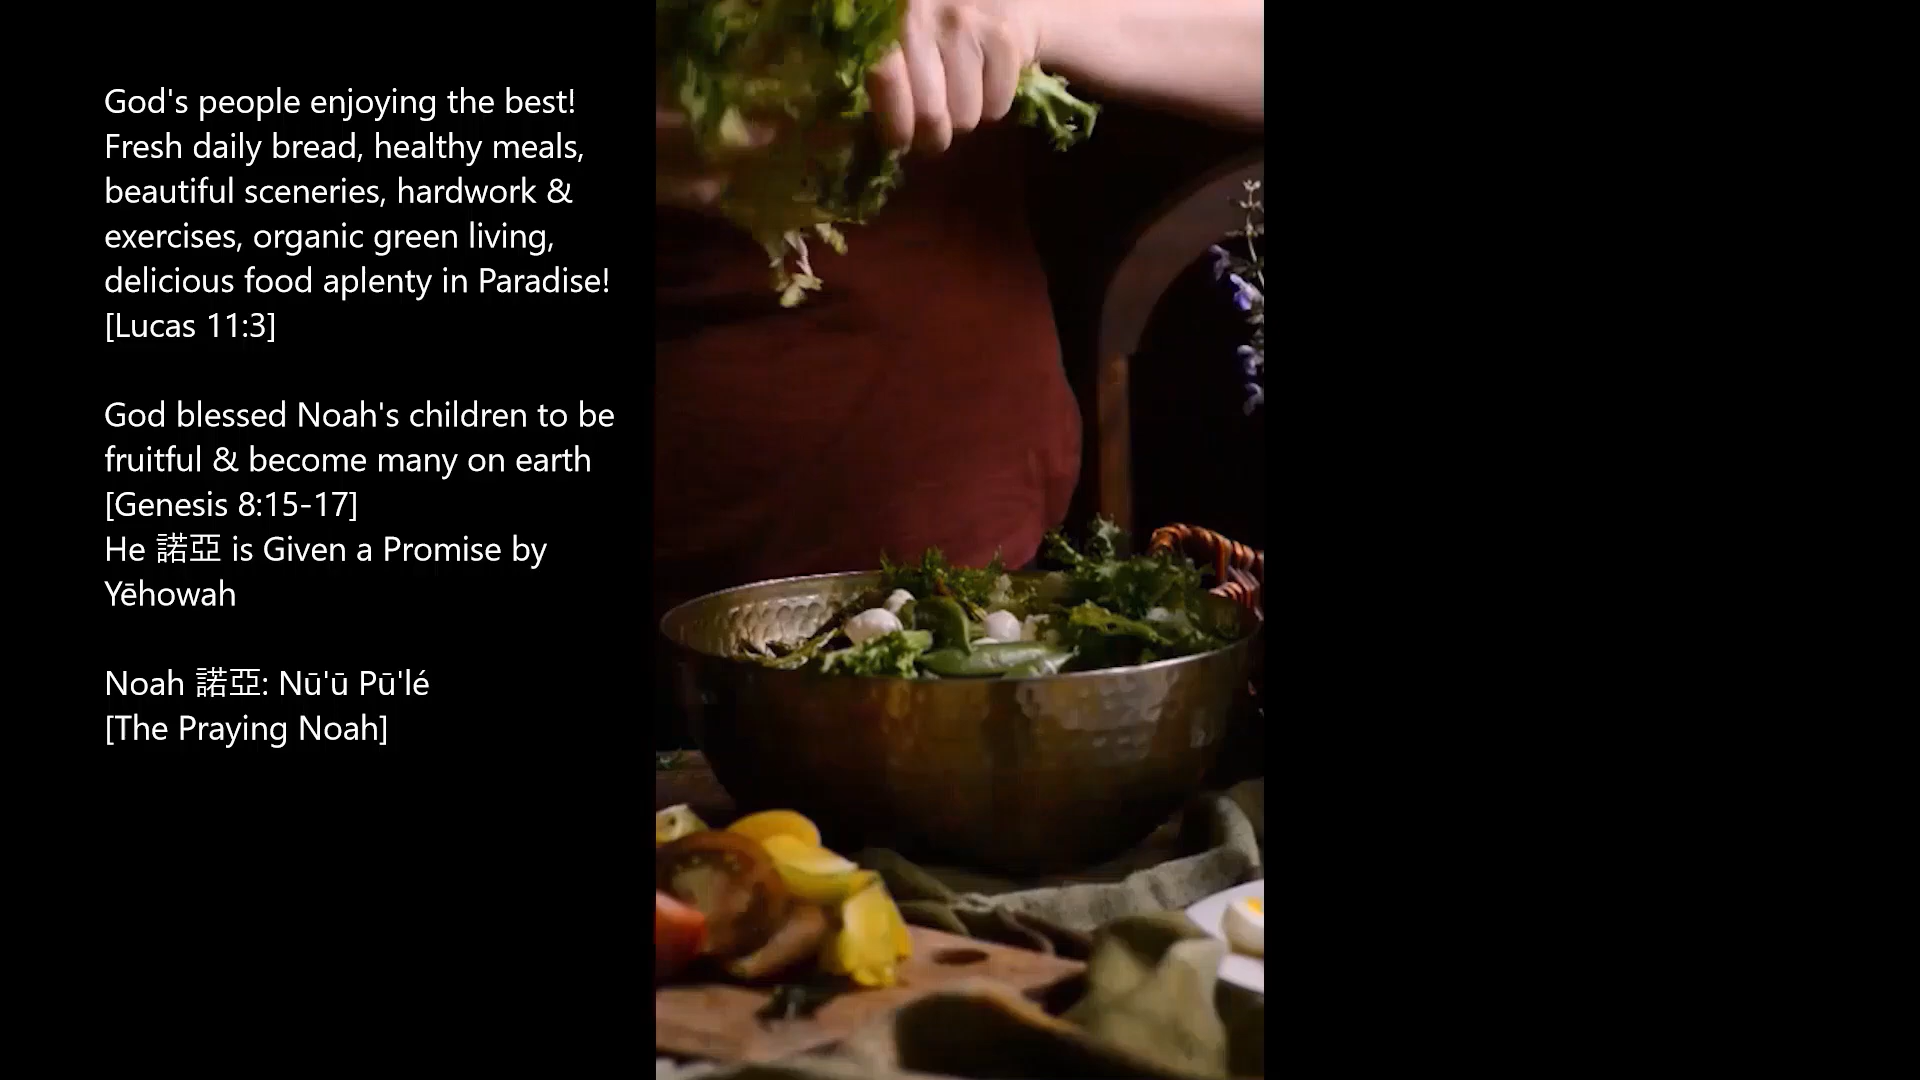 God's people enjoying the best!
Fresh daily bread, healthy meals,
beautiful sceneries, hardwork &
exercises, organic green living,
delicious food aplenty in Paradise!
[Lucas 11:3]
God blessed Noah's children to be
fruitful & become many on earth
[Genesis 8:15-17]
He 諾亞 is Given a Promise by
Yēhowah
Noah 諾亞: Nū'ū Pū'lé
[The Praying Noah]